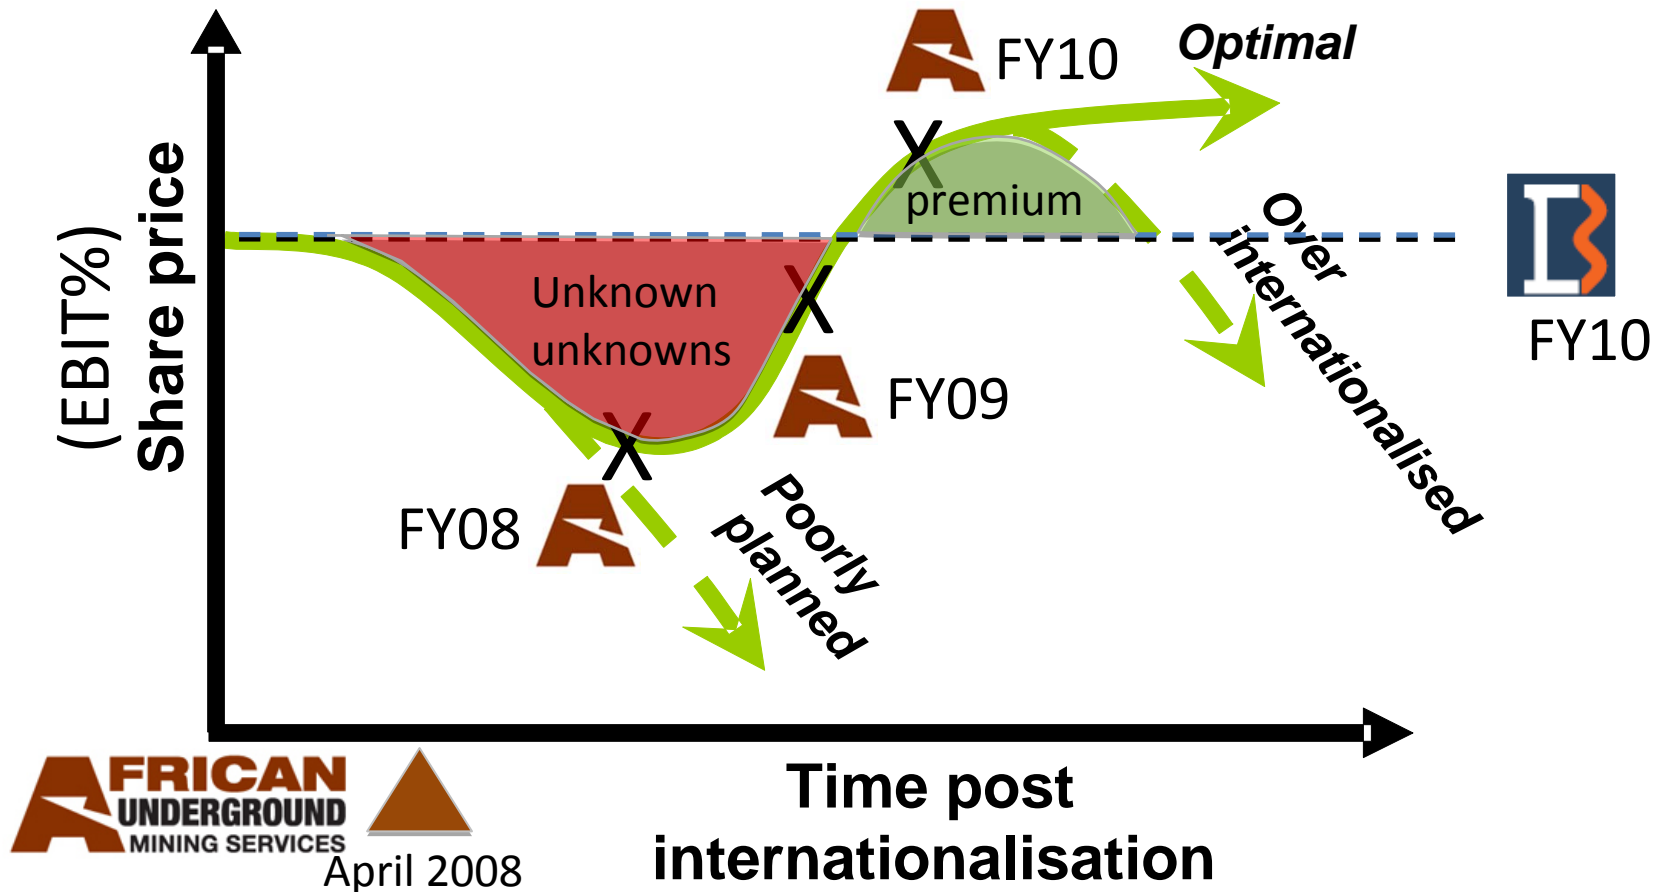 FY10
Optimal
(EBIT%)
Share price
X
premium
Over
internationalised
Unknown
unknowns
X
FY10
FY09
X
FY08
Poorly
planned
AFRICAN
UNDERGROUND
MINING SERVICES
April 2008
Time post
internationalisation